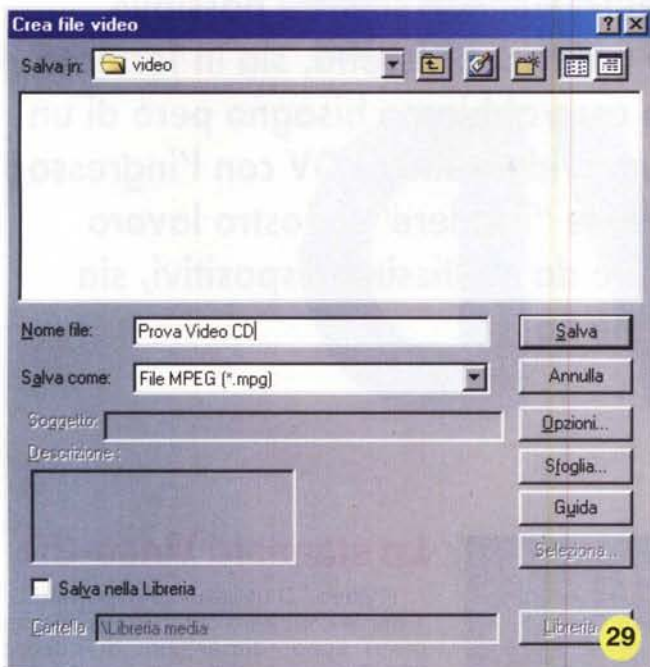 Crea file video
Salva in: video
Nome file: Prova Video CD
Salva come: File MPEG (*.mpg)
Soggetto:
Descrizione:
Salva nella Libreria
Cartella \Libreria media
Salva
Annulla
Opzioni...
Sfoglia...
Guida
Seleziona...
Libreria
29